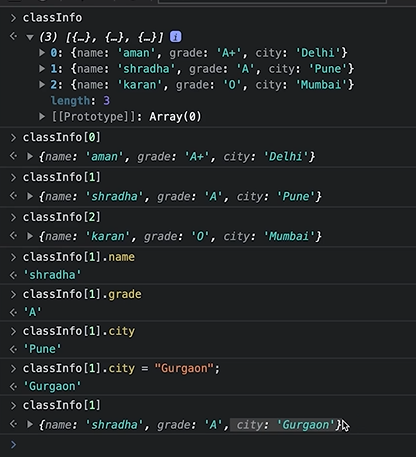 classInfo
(3) [{…}, {…}, {…}] i
0: {name: 'aman', grade: 'A+', city: 'Delhi'}
1: {name: 'shradha', grade: 'A', city: 'Pune'}
2: {name: 'karan', grade: 'O', city: 'Mumbai'}
length: 3
[[Prototype]]: Array(0)
classInfo[0]
{name: 'aman', grade: 'A+', city: 'Delhi'}
classInfo[1]
{name: 'shradha', grade: 'A', city: 'Pune'}
classInfo[2]
{name: 'karan', grade: 'O', city: 'Mumbai'}
classInfo[1].name
'shradha'
classInfo[1].grade
'A'
classInfo[1].city
'Pune'
classInfo[1].city = "Gurgaon";
'Gurgaon'
classInfo[1]
{name: 'shradha', grade: 'A', city: 'Gurgaon'}